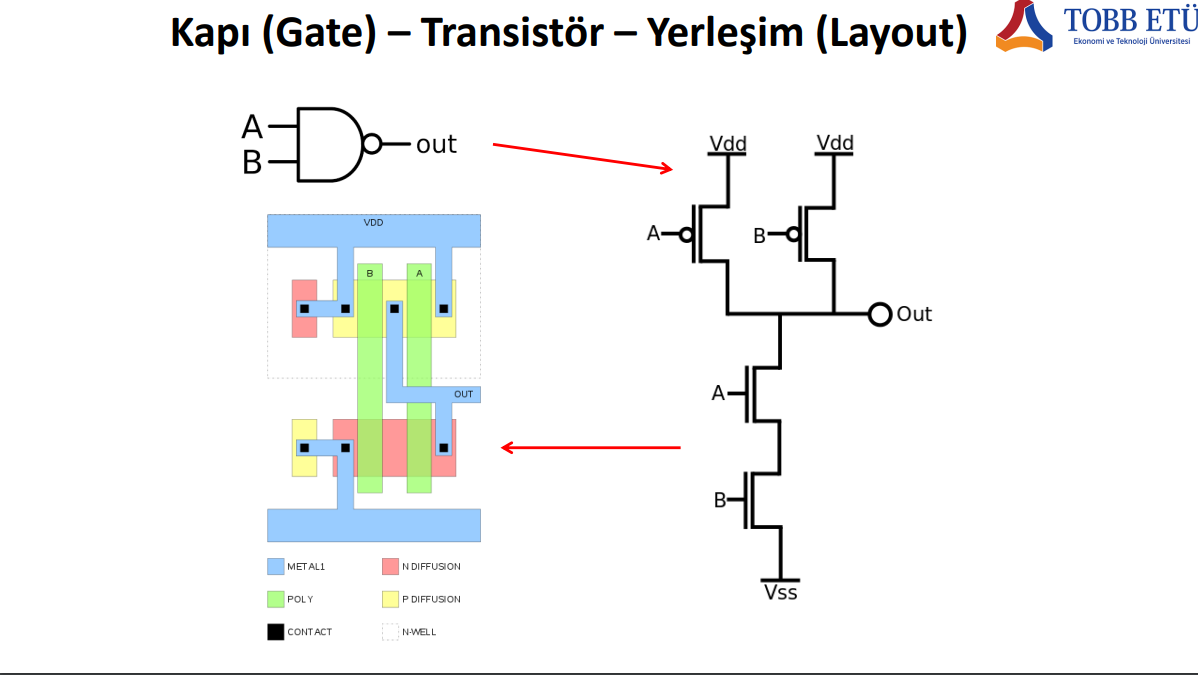 Kapı (Gate) – Transistör – Yerleşim (Layout)
TOBB ETÜ
Ekonomi ve Teknoloji Üniversitesi
A
B
out
Vdd
Vdd
A
B
Out
A
B
Vss
VDD
B
A
OUT
METAL1
N DIFFUSION
POLY
P DIFFUSION
CONTACT
N-WELL